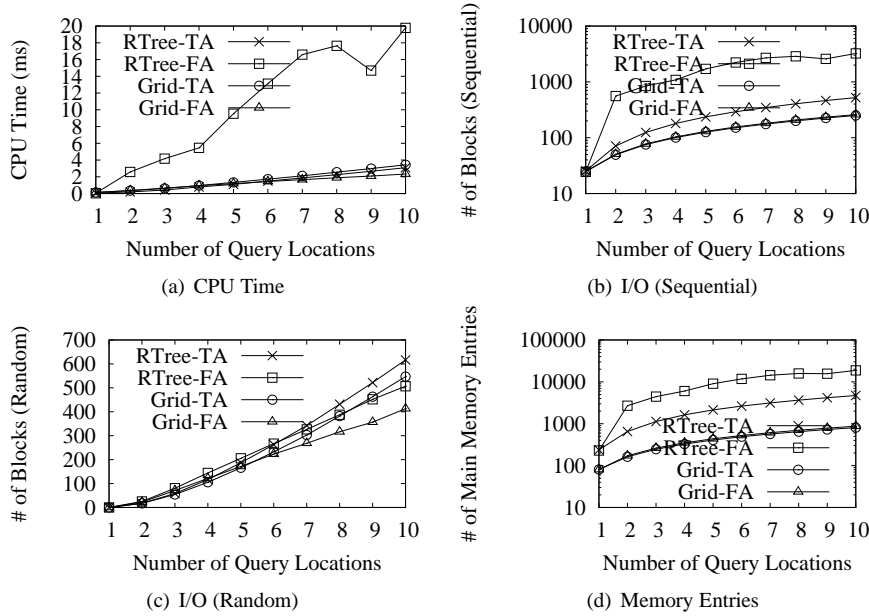 CPU Time (ms)
20
18
16
14
12
10
8
6
4
2
0
RTree-TA
RTree-FA
Grid-TA
Grid-FA
1 2 3 4 5 6 7 8 9 10
Number of Query Locations
(a) CPU Time
# of Blocks (Sequential)
10000
1000
100
10
RTree-TA
RTree-FA
Grid-TA
Grid-FA
1 2 3 4 5 6 7 8 9 10
Number of Query Locations
(b) I/O (Sequential)
# of Blocks (Random)
700
600
500
400
300
200
100
0
RTree-TA
RTree-FA
Grid-TA
Grid-FA
1 2 3 4 5 6 7 8 9 10
Number of Query Locations
(c) I/O (Random)
# of Main Memory Entries
100000
10000
1000
100
10
RTree-TA
RTree-FA
Grid-TA
Grid-FA
1 2 3 4 5 6 7 8 9 10
Number of Query Locations
(d) Memory Entries